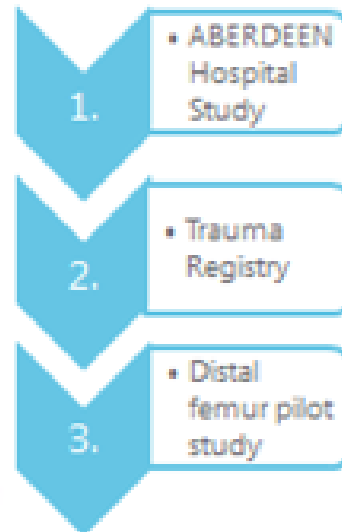 1.
• ABERDEEN
Hospital
Study
2.
• Trauma
Registry
3.
• Distal
femur pilot
study